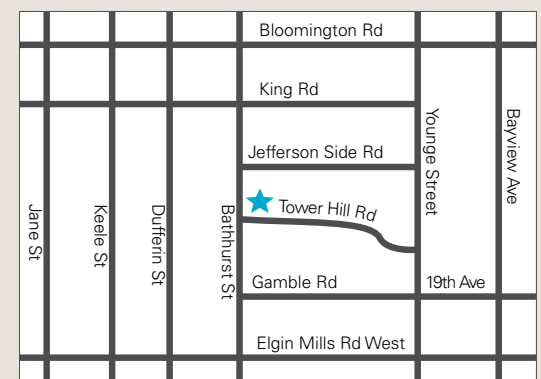 Bloomington Rd
King Rd
Jefferson Side Rd
Tower Hill Rd
Gamble Rd
19th Ave
Elgin Mills Rd West
Jane St
Keele St
Dufferin St
Bathhurst St
Younge Street
Bayview Ave